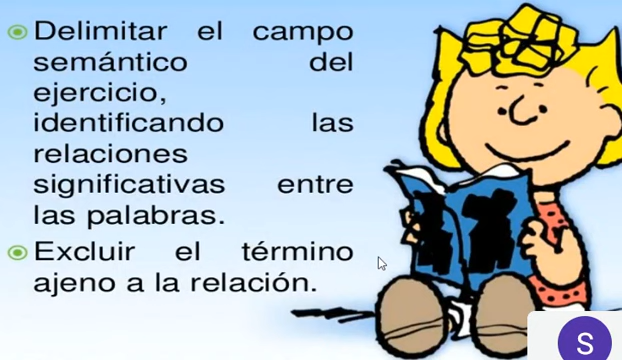 Delimitar el campo
semántico del
ejercicio,
identificando las
relaciones
significativas entre
las palabras.
Excluir el término
ajeno a la relación.
S